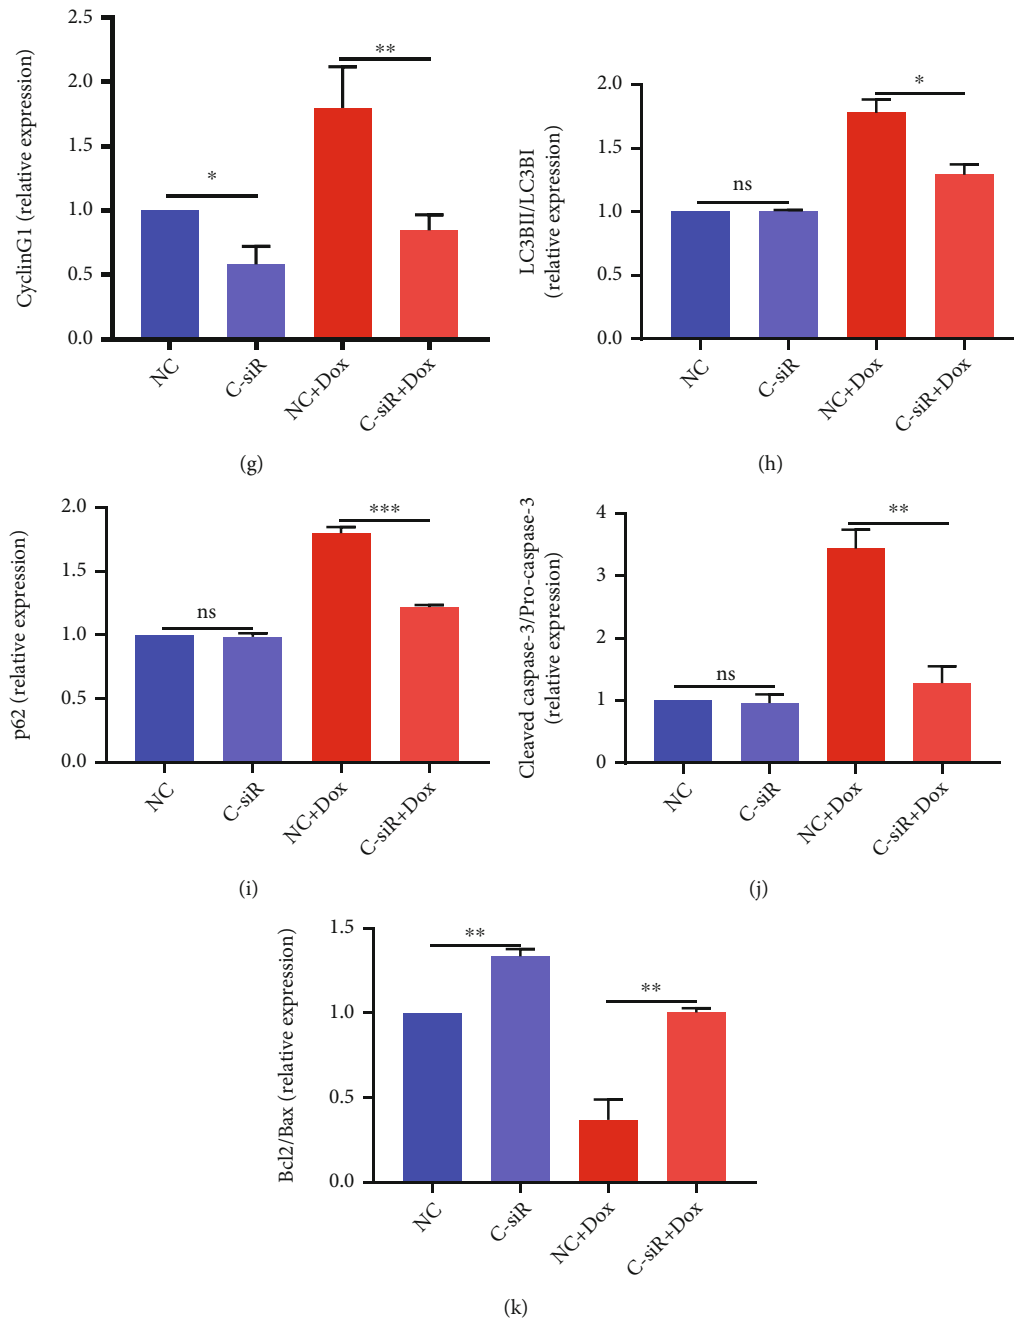 CyclinG1 (relative expression)
2.5
2.0
1.5
1.0
0.5
0.0
*
**
NC
C-siR
NC+Dox
C-siR+Dox
(g)
LC3BII/LC3BI
(relative expression)
2.0
1.5
1.0
0.5
0.0
ns
*
NC
C-siR
NC+Dox
C-siR+Dox
(h)
p62 (relative expression)
2.0
1.5
1.0
0.5
0.0
ns
***
NC
C-siR
NC+Dox
C-siR+Dox
(i)
Cleaved caspase-3/Pro-caspase-3
(relative expression)
4
3
2
1
0
ns
**
NC
C-siR
NC+Dox
C-siR+Dox
(j)
Bcl2/Bax (relative expression)
1.5
1.0
0.5
0.0
**
**
NC
C-siR
NC+Dox
C-siR+Dox
(k)